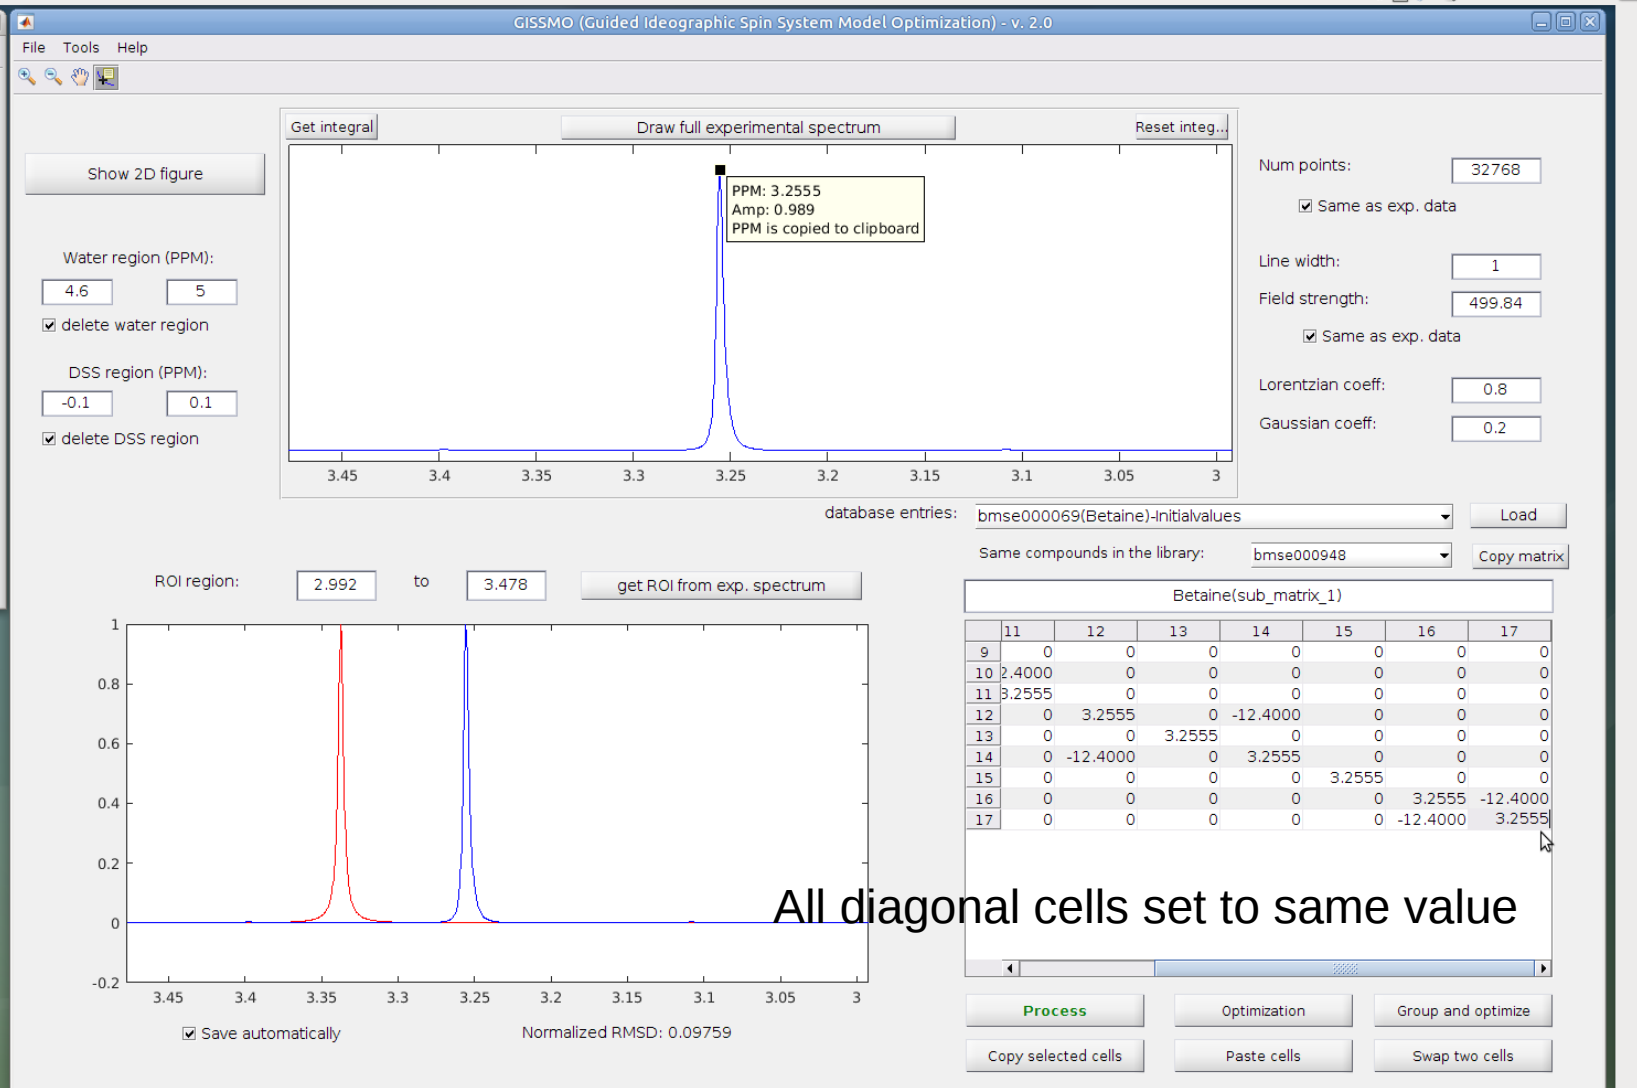 GISSMO (Guided Ideographic Spin System Model Optimization) - v. 2.0
File Tools Help
Get integral Draw full experimental spectrum Reset integ...
Show 2D figure
PPM: 3.2555
Amp: 0.989
PPM is copied to clipboard
3.45 3.4 3.35 3.3 3.25 3.2 3.15 3.1 3.05 3
Water region (PPM):
4.6 5
delete water region
DSS region (PPM):
-0.1 0.1
delete DSS region
Num points: 32768
Same as exp. data
Line width: 1
Field strength: 499.84
Same as exp. data
Lorentzian coeff: 0.8
Gaussian coeff: 0.2
database entries: bmse000069(Betaine)-Initialvalues Load
Same compounds in the library: bmse000948 Copy matrix
ROI region: 2.992 to 3.478 get ROI from exp. spectrum
Betaine(sub_matrix_1)
11 12 13 14 15 16 17
9 0 0 0 0 0 0 0
10 2.4000 0 0 0 0 0 0
11 3.2555 0 0 0 0 0 0
12 0 3.2555 0 -12.4000 0 0 0
13 0 0 3.2555 0 0 0 0
14 0 -12.4000 0 3.2555 0 0 0
15 0 0 0 0 3.2555 0 0
16 0 0 0 0 0 3.2555 -12.4000
17 0 0 0 0 0 -12.4000 3.2555
1
0.8
0.6
0.4
0.2
0
-0.2
3.45 3.4 3.35 3.3 3.25 3.2 3.15 3.1 3.05 3
All diagonal cells set to same value
Save automatically Normalized RMSD: 0.09759
Process Optimization Group and optimize
Copy selected cells Paste cells Swap two cells